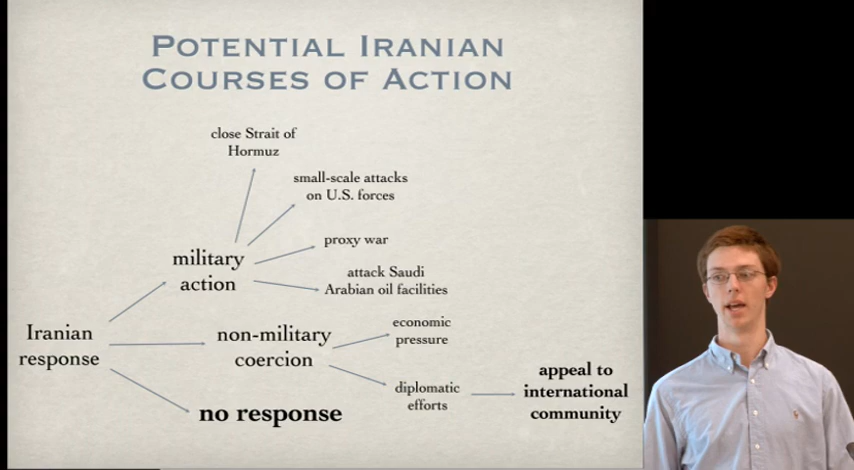 POTENTIAL IRANIAN
COURSES OF ACTION
close Strait of
Hormuz
small-scale attacks
on U.S. forces
proxy war
military
action
attack Saudi
Arabian oil facilities
Iranian
response
non-military
coercion
economic
pressure
diplomatic
efforts
appeal to
international
community
no response